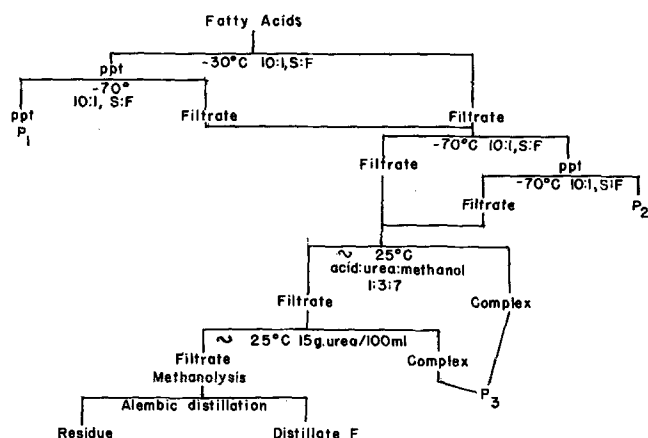 Fatty Acids
-30°C 10:1,S:F
ppt
-70°
10:1, S:F
ppt
P1
Filtrate
Filtrate
-70°C 10:1,S:F
Filtrate
ppt
-70°C 10:1,S:F
Filtrate
P2
~ 25°C
acid:urea:methanol
1:3:7
Filtrate
Complex
~ 25°C 15g.urea/100ml
Filtrate
Methanolysis
Complex
P3
Alembic distillation
Residue
Distillate F